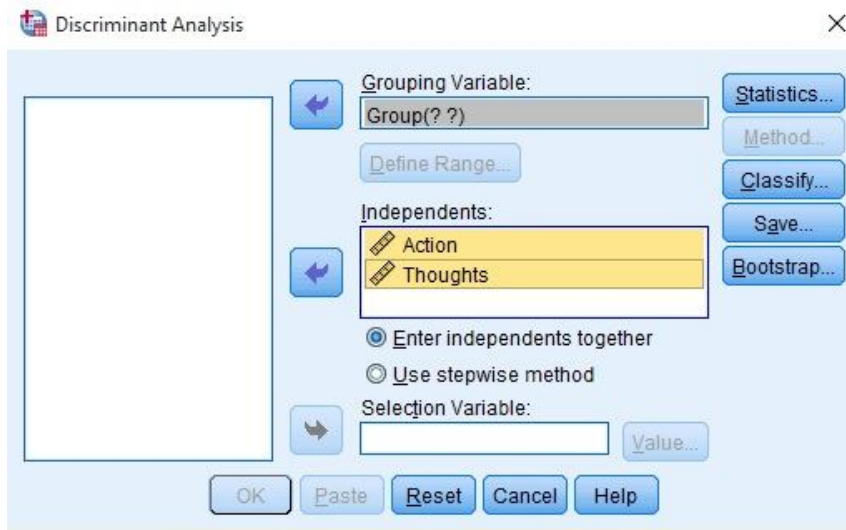 Discriminant Analysis
Grouping Variable:
Group(? ?)
Define Range...
Independents:
Action
Thoughts
Enter independents together
Use stepwise method
Selection Variable:
Value...
Statistics...
Method...
Classify...
Save...
Bootstrap...
OK Paste Reset Cancel Help